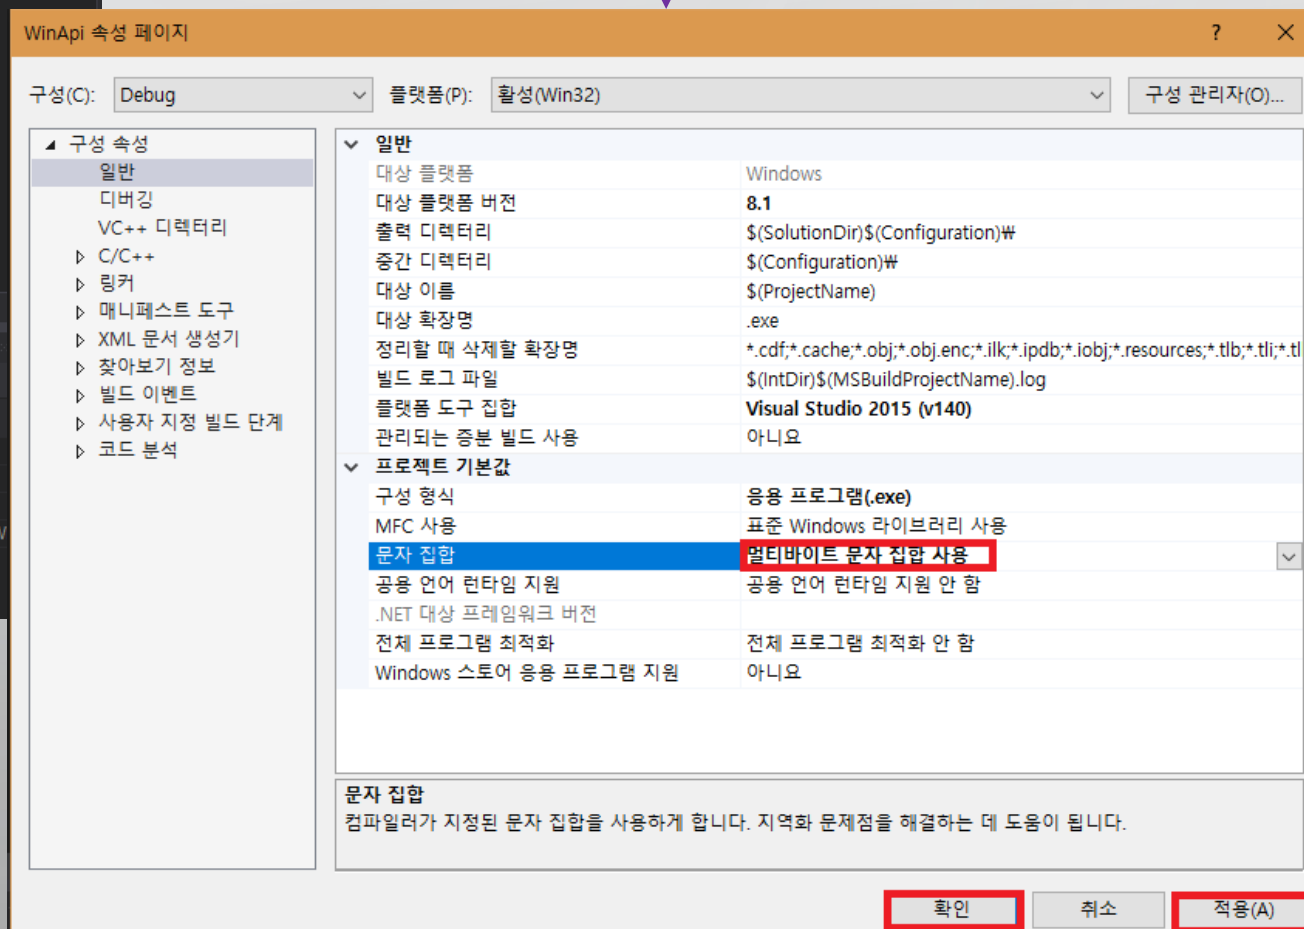 WinApi 속성 페이지 ?
구성(C): Debug 플랫폼(P): 활성(Win32) 구성 관리자(O)...
구성 속성
일반
디버깅
VC++ 디렉터리
C/C++
링커
매니페스트 도구
XML 문서 생성기
찾아보기 정보
빌드 이벤트
사용자 지정 빌드 단계
코드 분석
일반
대상 플랫폼 Windows
대상 플랫폼 버전 8.1
출력 디렉터리 $(SolutionDir)$(Configuration)₩
중간 디렉터리 $(Configuration)₩
대상 이름 $(ProjectName)
대상 확장명 .exe
정리할 때 삭제할 확장명 *.cdf;*.cache;*.obj;*.obj.enc;*.ilk;*.ipdb;*.iobj;*.resources;*.tlb;*.tli;*.tl
빌드 로그 파일 $(IntDir)$(MSBuildProjectName).log
플랫폼 도구 집합 Visual Studio 2015 (v140)
관리되는 증분 빌드 사용 아니요
프로젝트 기본값
구성 형식 응용 프로그램(.exe)
MFC 사용 표준 Windows 라이브러리 사용
문자 집합 멀티바이트 문자 집합 사용
공용 언어 런타임 지원 공용 언어 런타임 지원 안 함
.NET 대상 프레임워크 버전
전체 프로그램 최적화 전체 프로그램 최적화 안 함
Windows 스토어 응용 프로그램 지원 아니요
문자 집합
컴파일러가 지정된 문자 집합을 사용하게 합니다. 지역화 문제점을 해결하는 데 도움이 됩니다.
확인 취소 적용(A)